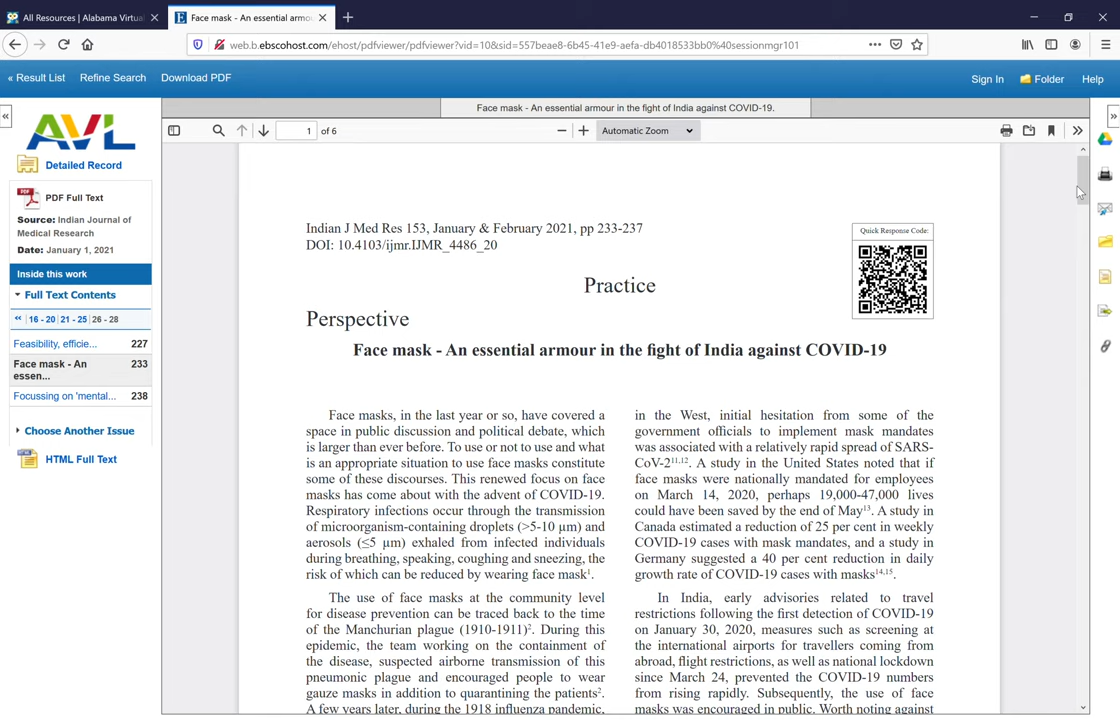 All Resources | Alabama Virtual
Face mask - An essential armou
web.b.ebscohost.com/ehost/pdfviewer/pdfviewer?vid=10&sid=557beae8-6b45-41e9-aefa-db4018533bb0%40sessionmgr101
« Result List Refine Search Download PDF
Sign In Folder Help
«
AVL
Detailed Record
PDF Full Text
Source: Indian Journal of
Medical Research
Date: January 1, 2021
Inside this work
Full Text Contents
« 16 - 20 21 - 25 26 - 28
Feasibility, efficie... 227
Face mask - An 233
essen...
Focussing on 'mental... 238
Choose Another Issue
HTML Full Text
Face mask - An essential armour in the fight of India against COVID-19.
1 of 6
Automatic Zoom
»
Indian J Med Res 153, January & February 2021, pp 233-237
DOI: 10.4103/ijmr.IJMR_4486_20
Quick Response Code:
Practice
Perspective
Face mask - An essential armour in the fight of India against COVID-19
Face masks, in the last year or so, have covered a
space in public discussion and political debate, which
is larger than ever before. To use or not to use and what
is an appropriate situation to use face masks constitute
some of these discourses. This renewed focus on face
masks has come about with the advent of COVID-19.
Respiratory infections occur through the transmission
of microorganism-containing droplets (>5-10 µm) and
aerosols (≤5 µm) exhaled from infected individuals
during breathing, speaking, coughing and sneezing, the
risk of which can be reduced by wearing face mask1.
The use of face masks at the community level
for disease prevention can be traced back to the time
of the Manchurian plague (1910-1911)2. During this
epidemic, the team working on the containment of
the disease, suspected airborne transmission of this
pneumonic plague and encouraged people to wear
gauze masks in addition to quarantining the patients2.
A few years later, during the 1918 influenza pandemic,
in the West, initial hesitation from some of the
government officials to implement mask mandates
was associated with a relatively rapid spread of SARS-
CoV-211,12. A study in the United States noted that if
face masks were nationally mandated for employees
on March 14, 2020, perhaps 19,000-47,000 lives
could have been saved by the end of May13. A study in
Canada estimated a reduction of 25 per cent in weekly
COVID-19 cases with mask mandates, and a study in
Germany suggested a 40 per cent reduction in daily
growth rate of COVID-19 cases with masks14,15.
In India, early advisories related to travel
restrictions following the first detection of COVID-19
on January 30, 2020, measures such as screening at
the international airports for travellers coming from
abroad, flight restrictions, as well as national lockdown
since March 24, prevented the COVID-19 numbers
from rising rapidly. Subsequently, the use of face
masks was encouraged in public. Worth noting against